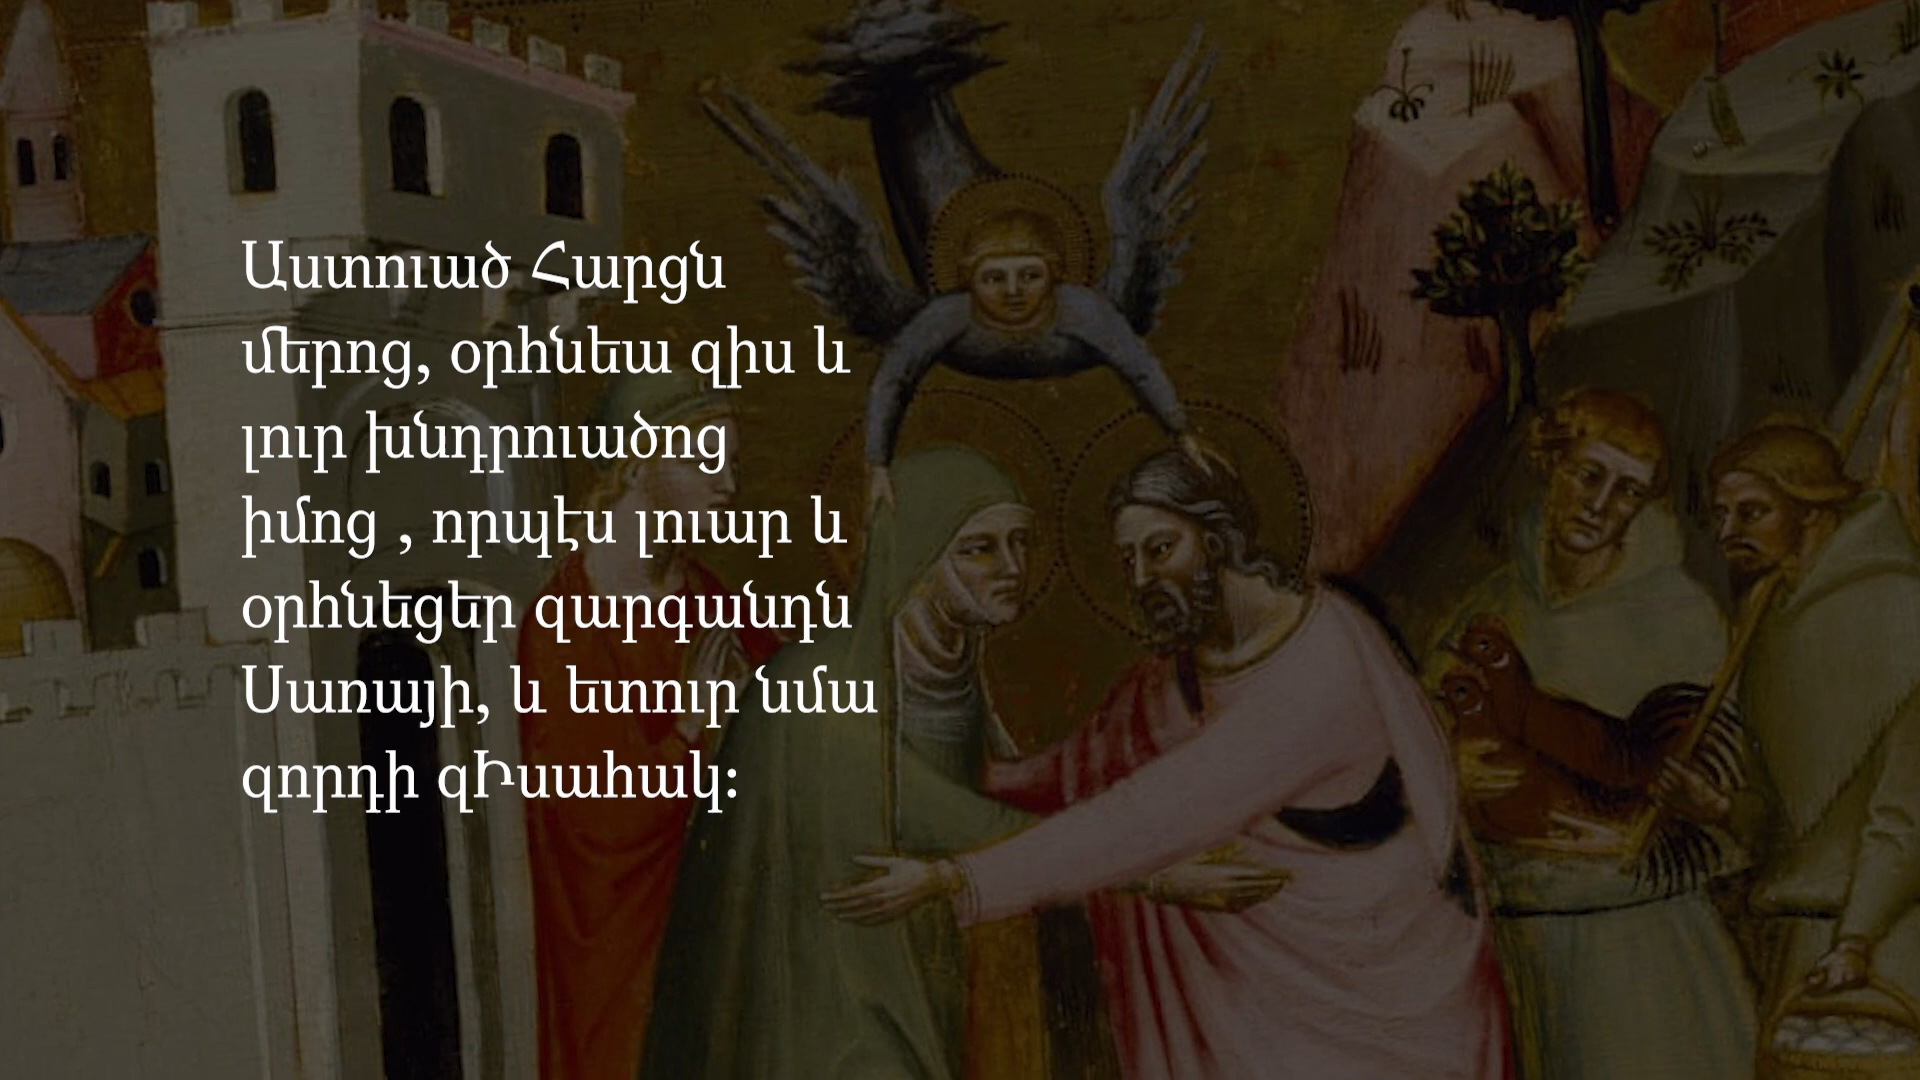 Աստուած Հարցն
մերոց, օրհնեա զիս և
լուր խնդրուածոց
իմոց , որպէս լուար և
օրհնեցեր զարգանդն
Սառայի, և ետուր նմա
զորդի զԻսահակ: